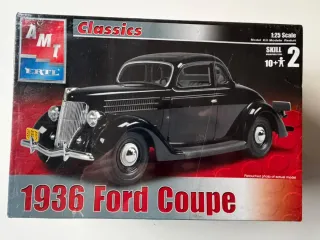 Classics
AMT
ERTL
1:25 Scale
SKILL
2
10+
1936 Ford Coupe